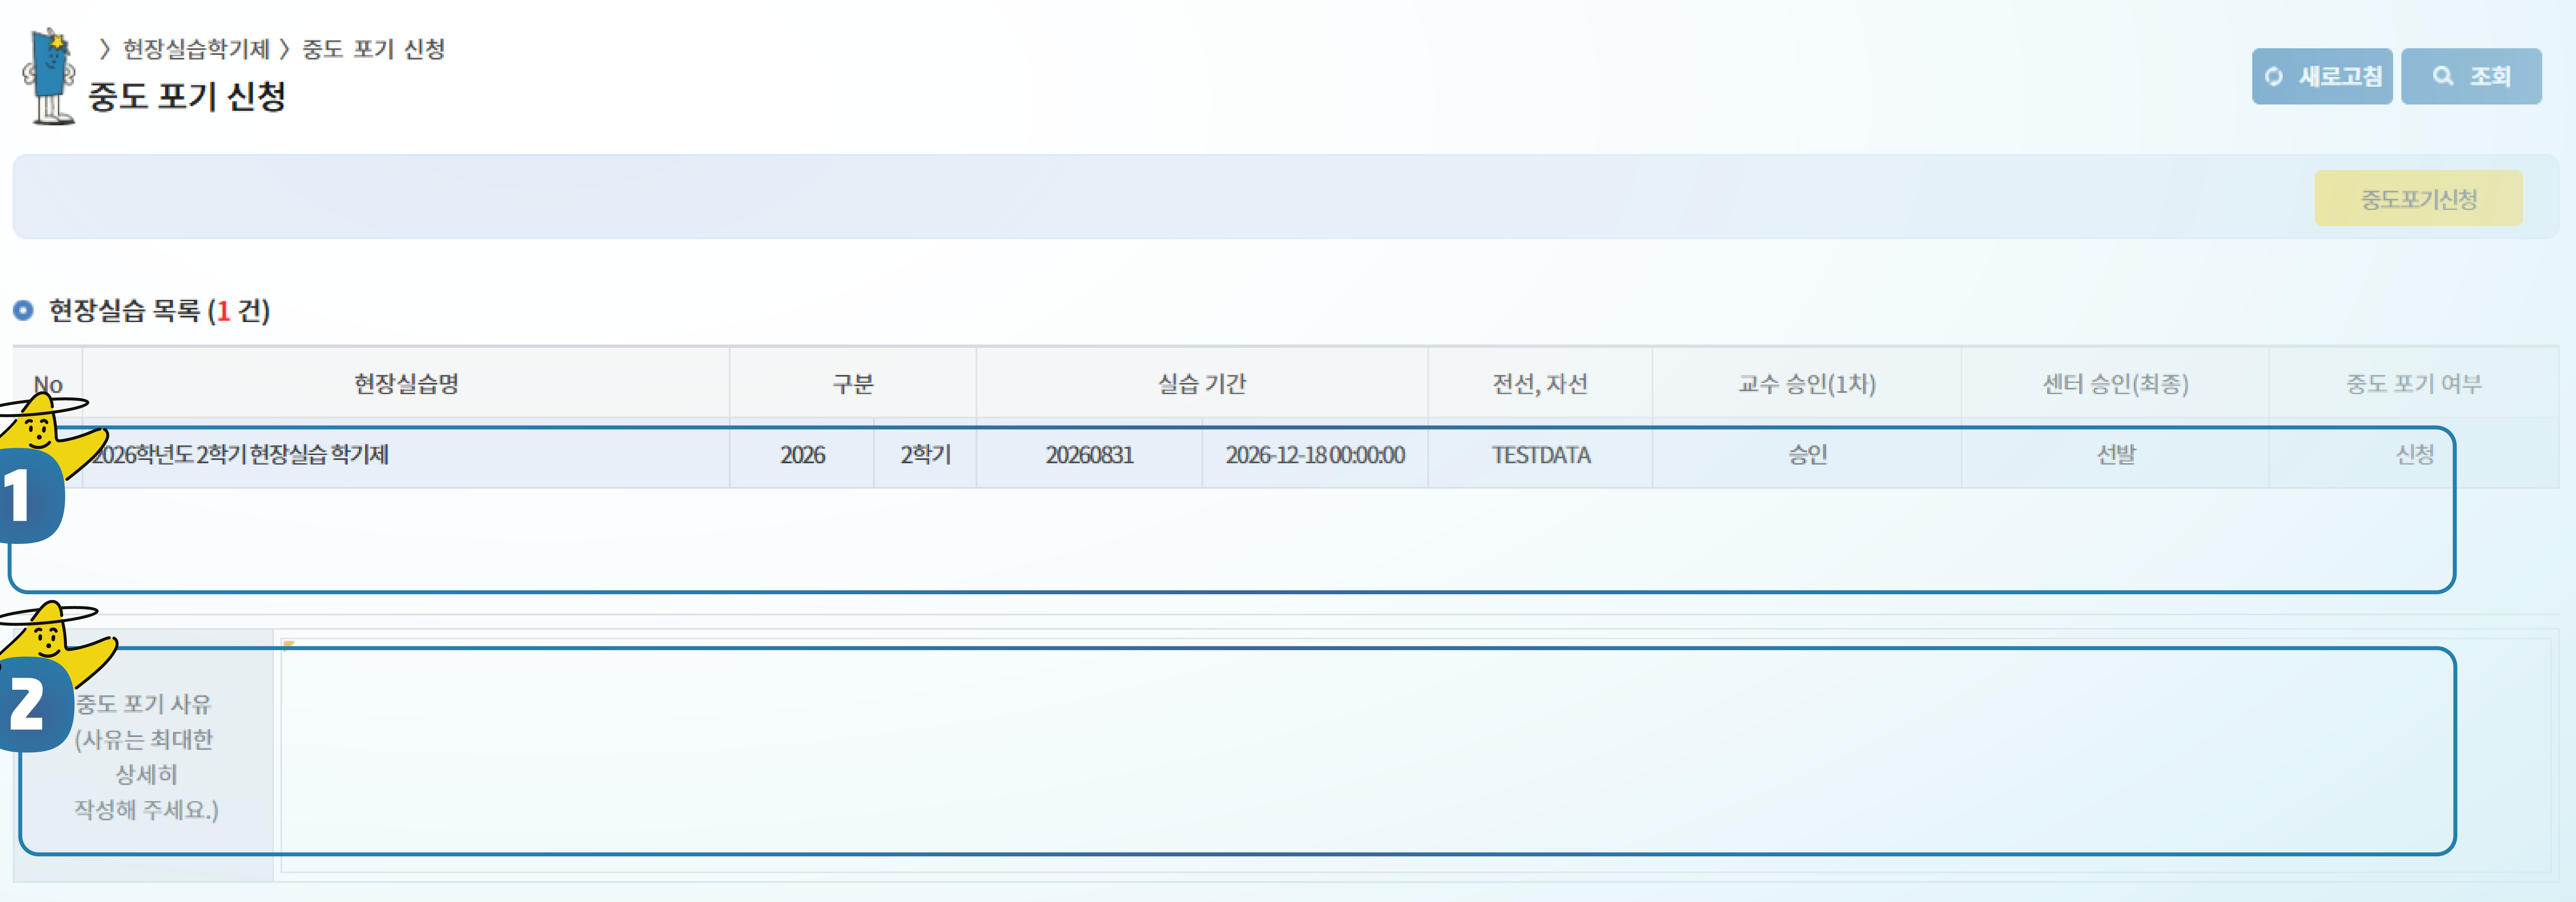 〉 현장실습학기제 〉 중도 포기 신청
중도 포기 신청
새로고침 조회
중도포기신청
현장실습 목록 (1 건)
No 현장실습명 구분 실습 기간 전선, 자선 교수 승인(1차) 센터 승인(최종) 중도 포기 여부
2026학년도 2학기 현장실습 학기제 2026 2학기 20260831 2026-12-18 00:00:00 TESTDATA 승인 선발 신청
1
2
중도 포기 사유
(사유는 최대한
상세히
작성해 주세요.)